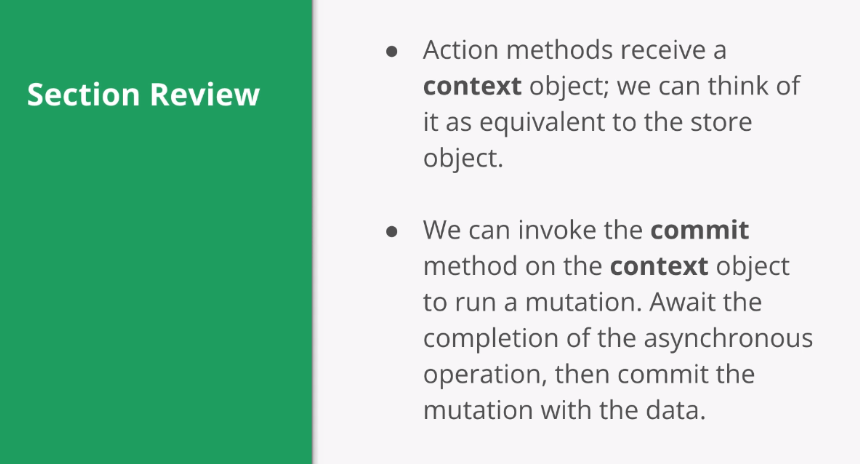 Section Review
● Action methods receive a
context object; we can think of
it as equivalent to the store
object.
● We can invoke the commit
method on the context object
to run a mutation. Await the
completion of the asynchronous
operation, then commit the
mutation with the data.